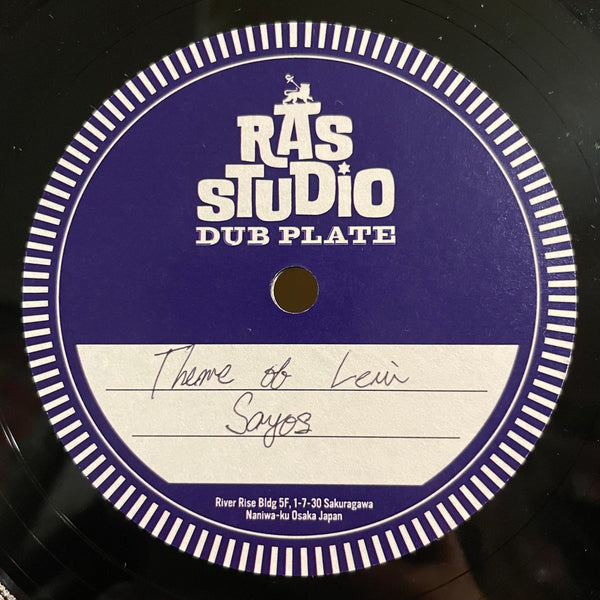 RAS
STUDIO
DUB PLATE
Theme of Levi
Sayos
River Rise Bldg 5F, 1-7-30 Sakuragawa
Naniwa-ku Osaka Japan